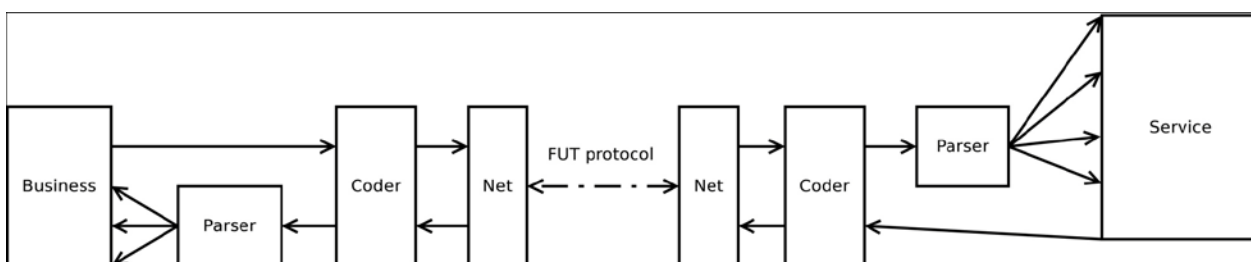 Business
Parser
Coder
Net
FUT protocol
Net
Coder
Parser
Service